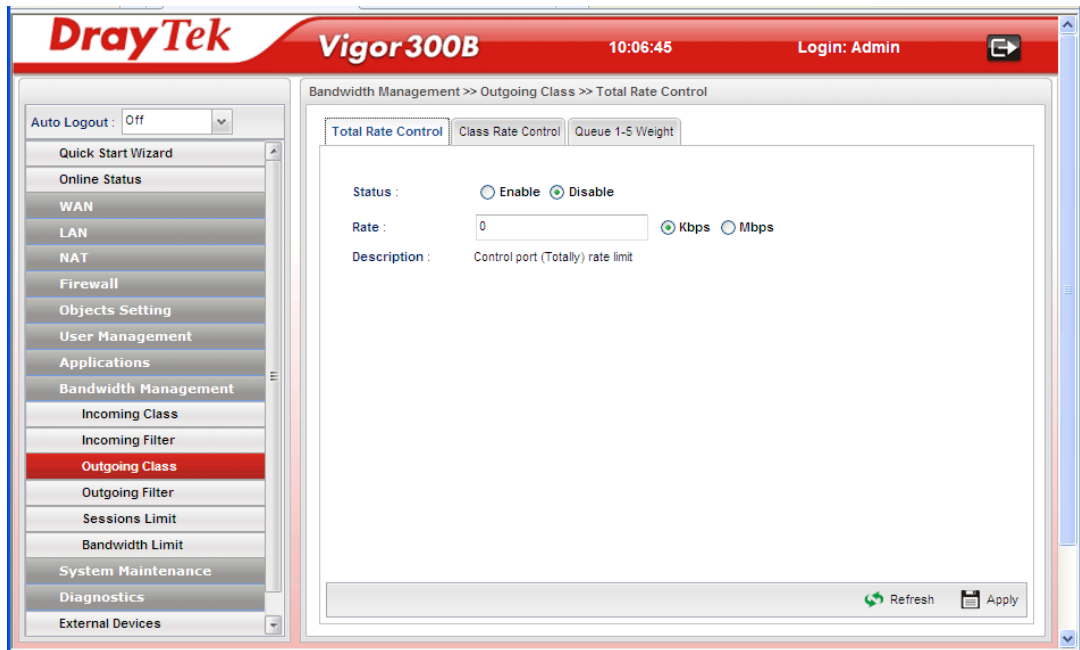 DrayTek
Vigor300B
10:06:45
Login: Admin
Auto Logout : Off
Quick Start Wizard
Online Status
WAN
LAN
NAT
Firewall
Objects Setting
User Management
Applications
Bandwidth Management
Incoming Class
Incoming Filter
Outgoing Class
Outgoing Filter
Sessions Limit
Bandwidth Limit
System Maintenance
Diagnostics
External Devices
Bandwidth Management >> Outgoing Class >> Total Rate Control
Total Rate Control Class Rate Control Queue 1-5 Weight
Status : Enable Disable
Rate : 0 Kbps Mbps
Description : Control port (Totally) rate limit
Refresh Apply